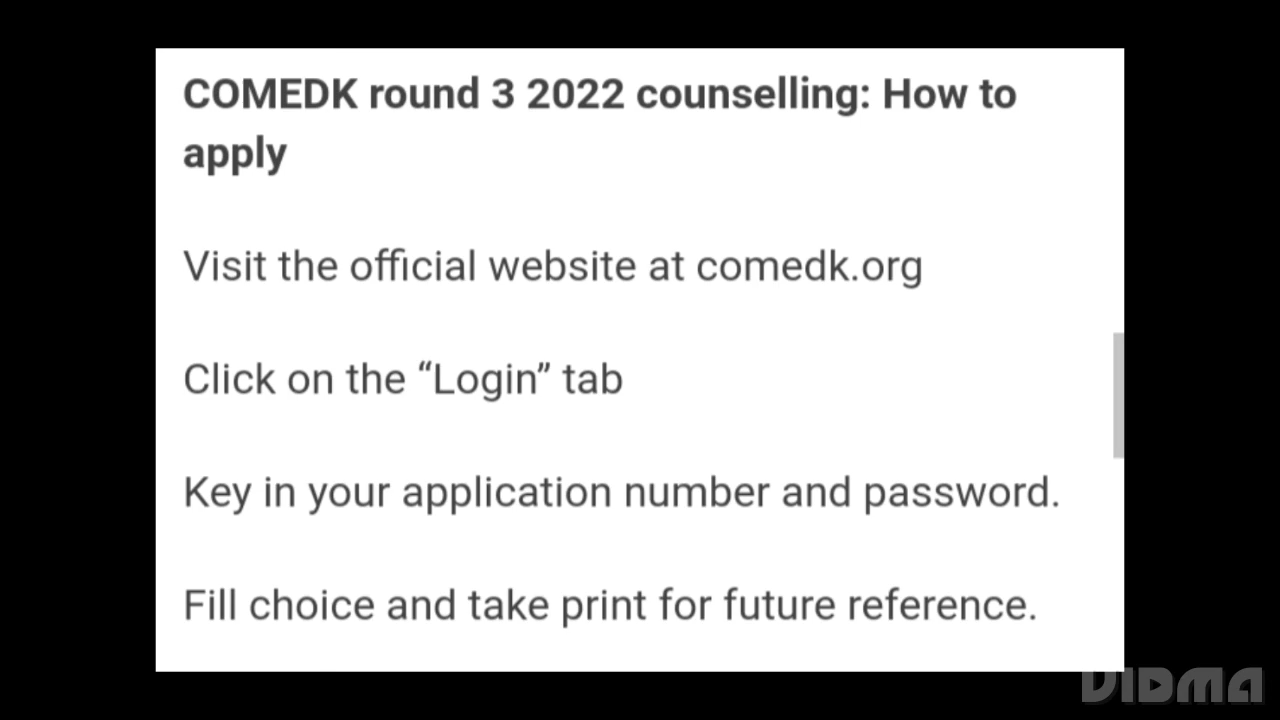 COMEDK round 3 2022 counselling: How to
apply
Visit the official website at comedk.org
Click on the “Login” tab
Key in your application number and password.
Fill choice and take print for future reference.
VIDMA